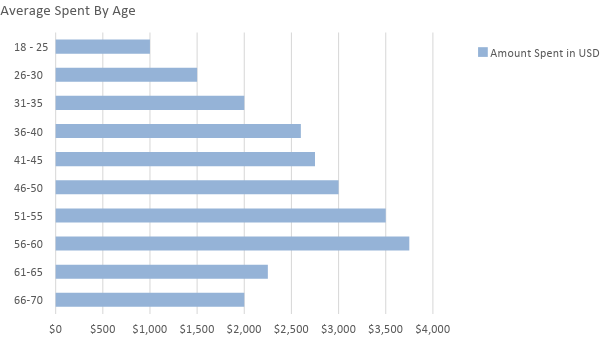 Average Spent By Age
18 - 25
Amount Spent in USD
26-30
31-35
36-40
41-45
46-50
51-55
56-60
61-65
66-70
$0 $500 $1,000 $1,500 $2,000 $2,500 $3,000 $3,500 $4,000